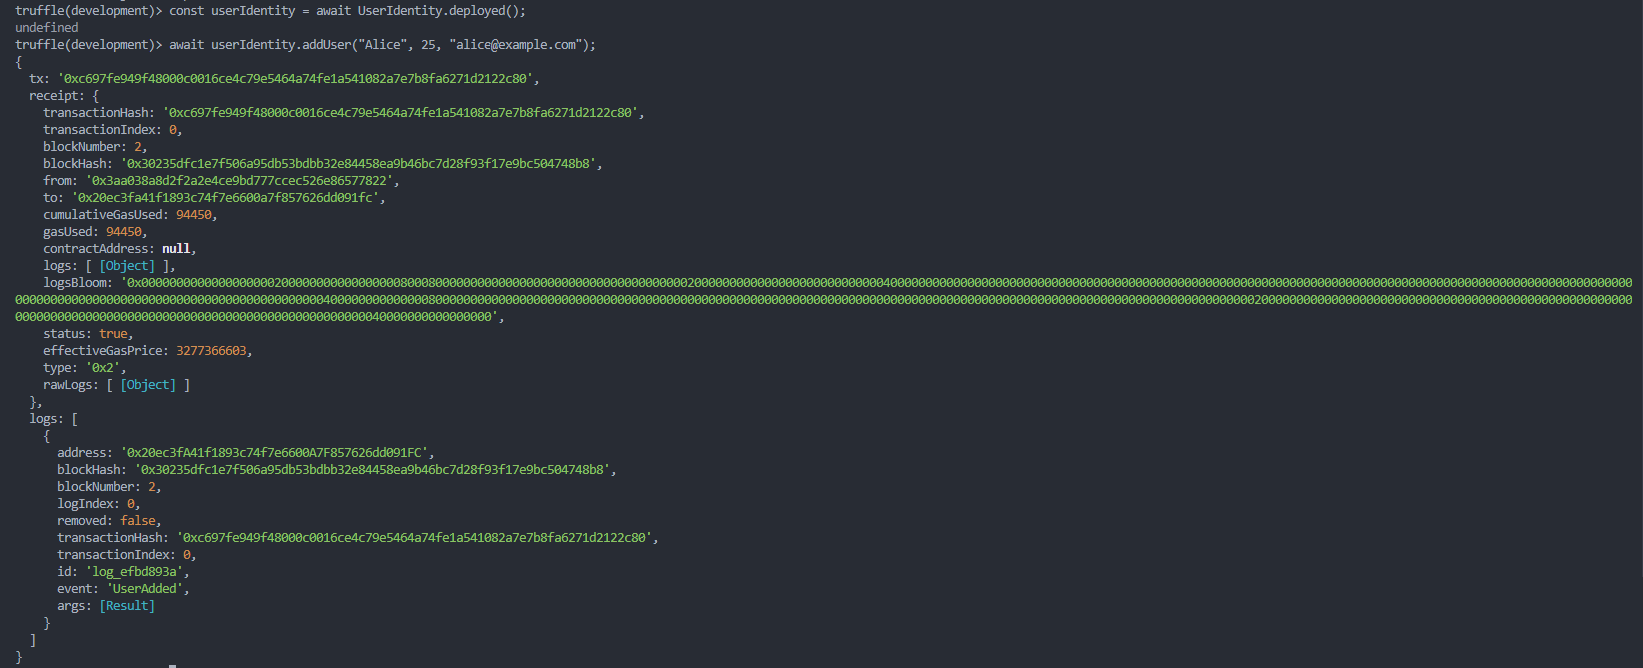 truffle(development)> const userIdentity = await UserIdentity.deployed();
undefined
truffle(development)> await userIdentity.addUser("Alice", 25, "alice@example.com");
{
tx: '0xc697fe949f48000c0016ce4c79e5464a74fe1a541082a7e7b8fa6271d2122c80',
receipt: {
transactionHash: '0xc697fe949f48000c0016ce4c79e5464a74fe1a541082a7e7b8fa6271d2122c80',
transactionIndex: 0,
blockNumber: 2,
blockHash: '0x30235dfc1e7f506a95db53bdbb32e84458ea9b46bc7d28f93f17e9bc504748b8',
from: '0x3aa038a8d2f2a2e4ce9bd777ccec526e86577822',
to: '0x20ec3fa41f1893c74f7e6600a7f857626dd091fc',
cumulativeGasUsed: 94450,
gasUsed: 94450,
contractAddress: null,
logs: [ [Object] ],
logsBloom: '0x000000000000000000020000000000000000080008000000000000000000000000000000000000200000000000000000000000000040000000000000000000000000000000000000000000000000000000000000000000000000000000000000000000000000000000000
000000000000000000000000000000000000000000004000000000000008000000000000000000000000000000000000000000000000000000000000000000000000000000000000000000000000000000000000000000000200000000000000000000000000000000000000000000000000000
00000000000000000000000000000000000000000000000000040000000000000000',
status: true,
effectiveGasPrice: 3277366603,
type: '0x2',
rawLogs: [ [Object] ]
},
logs: [
{
address: '0x20ec3fA41f1893c74f7e6600A7F857626dd091FC',
blockHash: '0x30235dfc1e7f506a95db53bdbb32e84458ea9b46bc7d28f93f17e9bc504748b8',
blockNumber: 2,
logIndex: 0,
removed: false,
transactionHash: '0xc697fe949f48000c0016ce4c79e5464a74fe1a541082a7e7b8fa6271d2122c80',
transactionIndex: 0,
id: 'log_efbd893a',
event: 'UserAdded',
args: [Result]
}
]
}